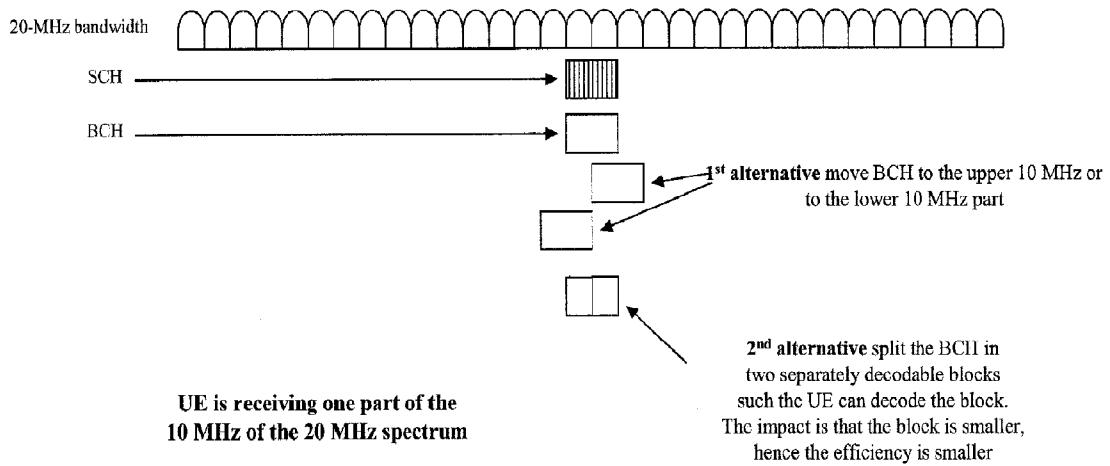 20-MHz bandwidth
SCH
BCH
1st alternative move BCH to the upper 10 MHz or
to the lower 10 MHz part
2nd alternative split the BCH in
two separately decodable blocks
such the UE can decode the block.
The impact is that the block is smaller,
hence the efficiency is smaller
UE is receiving one part of the
10 MHz of the 20 MHz spectrum